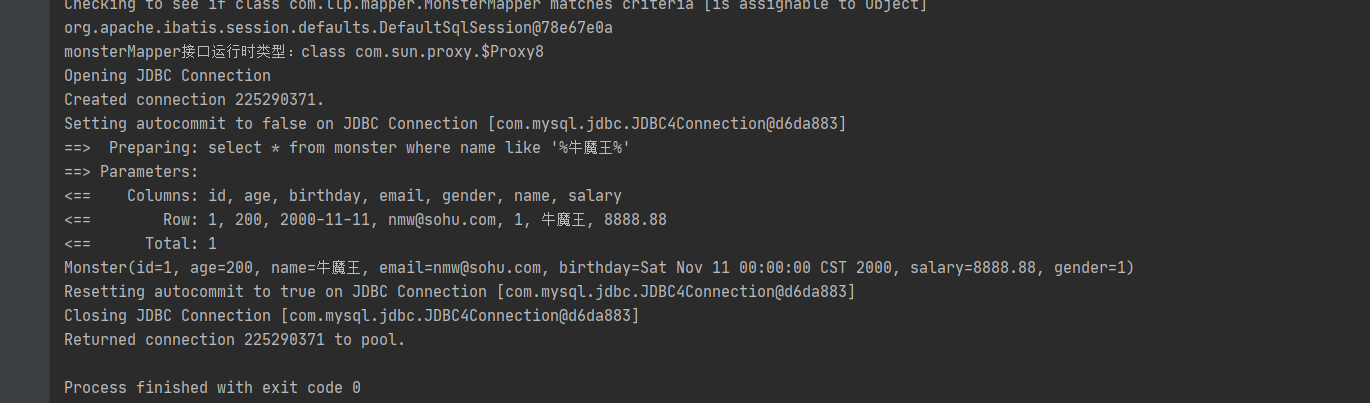 Checking to see if class com.llp.mapper.MonsterMapper matches criteria [is assignable to Object]
org.apache.ibatis.session.defaults.DefaultSqlSession@78e67e0a
monsterMapper接口运行时类型：class com.sun.proxy.$Proxy8
Opening JDBC Connection
Created connection 225290371.
Setting autocommit to false on JDBC Connection [com.mysql.jdbc.JDBC4Connection@d6da883]
==>  Preparing: select * from monster where name like '%牛魔王%'
==> Parameters:
<==    Columns: id, age, birthday, email, gender, name, salary
<==        Row: 1, 200, 2000-11-11, nmw@sohu.com, 1, 牛魔王, 8888.88
<==      Total: 1
Monster(id=1, age=200, name=牛魔王, email=nmw@sohu.com, birthday=Sat Nov 11 00:00:00 CST 2000, salary=8888.88, gender=1)
Resetting autocommit to true on JDBC Connection [com.mysql.jdbc.JDBC4Connection@d6da883]
Closing JDBC Connection [com.mysql.jdbc.JDBC4Connection@d6da883]
Returned connection 225290371 to pool.
Process finished with exit code 0